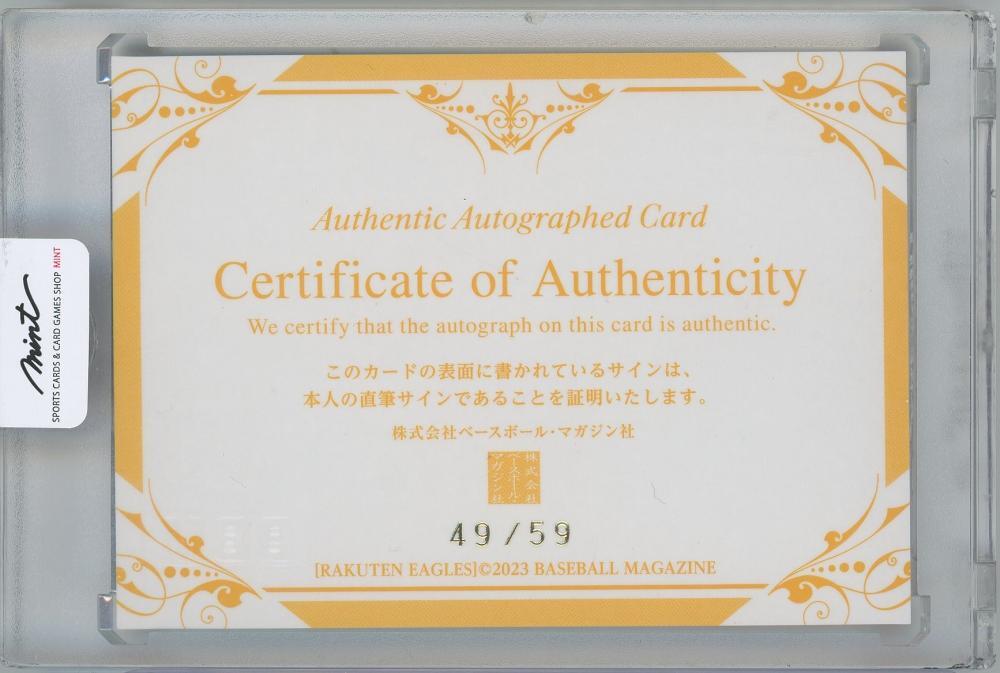 Authentic Autographed Card
Certificate of Authenticity
We certify that the autograph on this card is authentic.
このカードの表面に書かれているサインは、
本人の直筆サインであることを証明いたします。
株式会社ベースボール・マガジン社
株式会社
ベースボール・
マガジン社
49/59
[RAKUTEN EAGLES]©2023 BASEBALL MAGAZINE
mint
SPORTS CARDS & CARD GAMES SHOP MINT